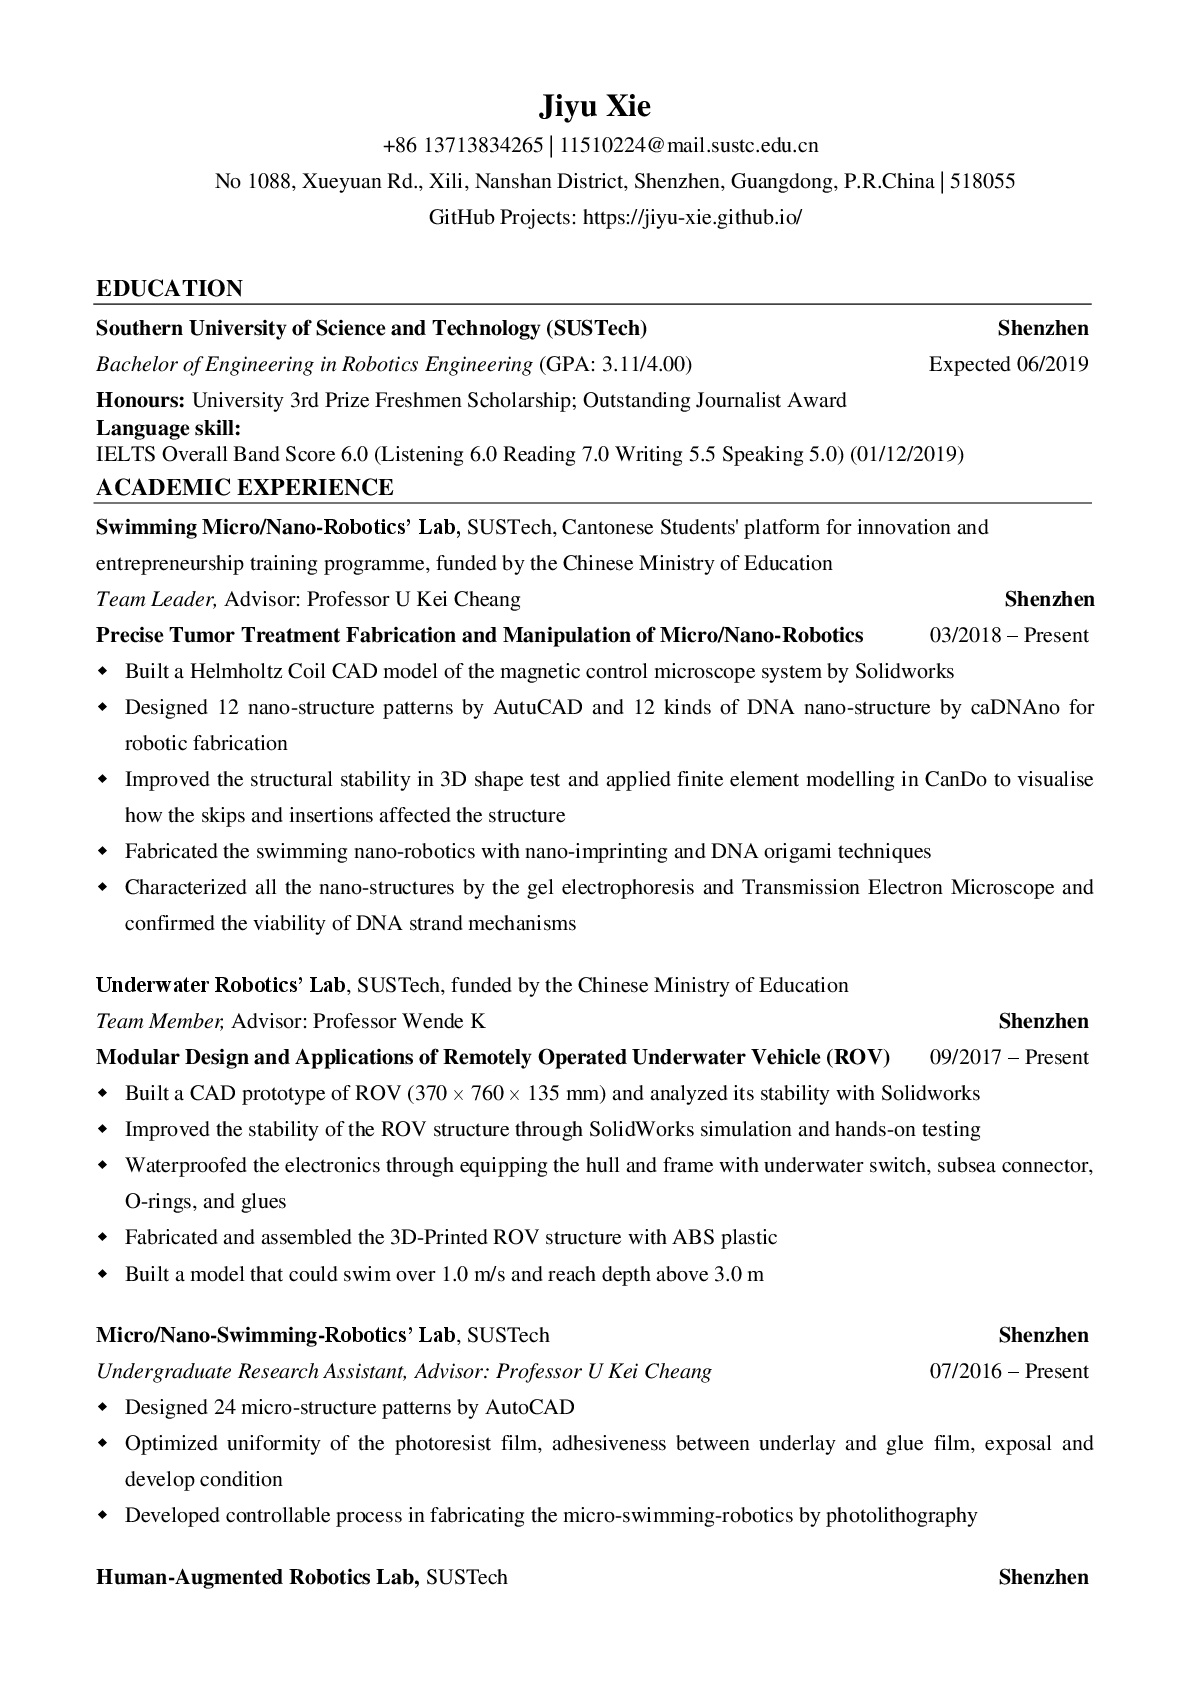 Jiyu Xie
+86 13713834265 | 11510224@mail.sustc.edu.cn
No 1088, Xueyuan Rd., Xili, Nanshan District, Shenzhen, Guangdong, P.R.China | 518055
GitHub Projects: https://jiyu-xie.github.io/
EDUCATION
Southern University of Science and Technology (SUSTech) Shenzhen
Bachelor of Engineering in Robotics Engineering (GPA: 3.11/4.00) Expected 06/2019
Honours: University 3rd Prize Freshmen Scholarship; Outstanding Journalist Award
Language skill:
IELTS Overall Band Score 6.0 (Listening 6.0 Reading 7.0 Writing 5.5 Speaking 5.0) (01/12/2019)
ACADEMIC EXPERIENCE
Swimming Micro/Nano-Robotics’ Lab, SUSTech, Cantonese Students' platform for innovation and
entrepreneurship training programme, funded by the Chinese Ministry of Education
Team Leader, Advisor: Professor U Kei Cheang Shenzhen
Precise Tumor Treatment Fabrication and Manipulation of Micro/Nano-Robotics 03/2018 – Present
◆ Built a Helmholtz Coil CAD model of the magnetic control microscope system by Solidworks
◆ Designed 12 nano-structure patterns by AutuCAD and 12 kinds of DNA nano-structure by caDNAno for
robotic fabrication
◆ Improved the structural stability in 3D shape test and applied finite element modelling in CanDo to visualise
how the skips and insertions affected the structure
◆ Fabricated the swimming nano-robotics with nano-imprinting and DNA origami techniques
◆ Characterized all the nano-structures by the gel electrophoresis and Transmission Electron Microscope and
confirmed the viability of DNA strand mechanisms
Underwater Robotics’ Lab, SUSTech, funded by the Chinese Ministry of Education
Team Member, Advisor: Professor Wende K Shenzhen
Modular Design and Applications of Remotely Operated Underwater Vehicle (ROV) 09/2017 – Present
◆ Built a CAD prototype of ROV (370 × 760 × 135 mm) and analyzed its stability with Solidworks
◆ Improved the stability of the ROV structure through SolidWorks simulation and hands-on testing
◆ Waterproofed the electronics through equipping the hull and frame with underwater switch, subsea connector,
O-rings, and glues
◆ Fabricated and assembled the 3D-Printed ROV structure with ABS plastic
◆ Built a model that could swim over 1.0 m/s and reach depth above 3.0 m
Micro/Nano-Swimming-Robotics’ Lab, SUSTech Shenzhen
Undergraduate Research Assistant, Advisor: Professor U Kei Cheang 07/2016 – Present
◆ Designed 24 micro-structure patterns by AutoCAD
◆ Optimized uniformity of the photoresist film, adhesiveness between underlay and glue film, exposal and
develop condition
◆ Developed controllable process in fabricating the micro-swimming-robotics by photolithography
Human-Augmented Robotics Lab, SUSTech Shenzhen